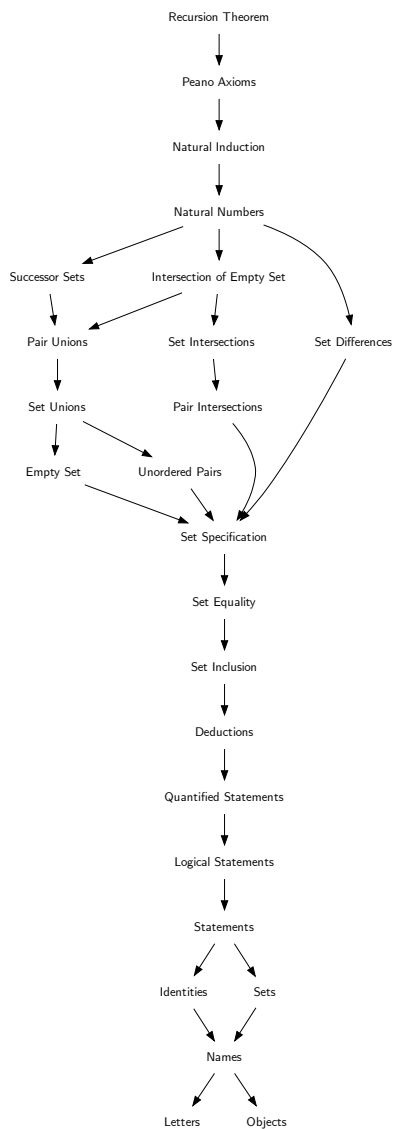 Recursion Theorem
Peano Axioms
Natural Induction
Natural Numbers
Successor Sets
Intersection of Empty Set
Pair Unions
Set Intersections
Set Differences
Set Unions
Pair Intersections
Empty Set
Unordered Pairs
Set Specification
Set Equality
Set Inclusion
Deductions
Quantified Statements
Logical Statements
Statements
Identities
Sets
Names
Letters
Objects